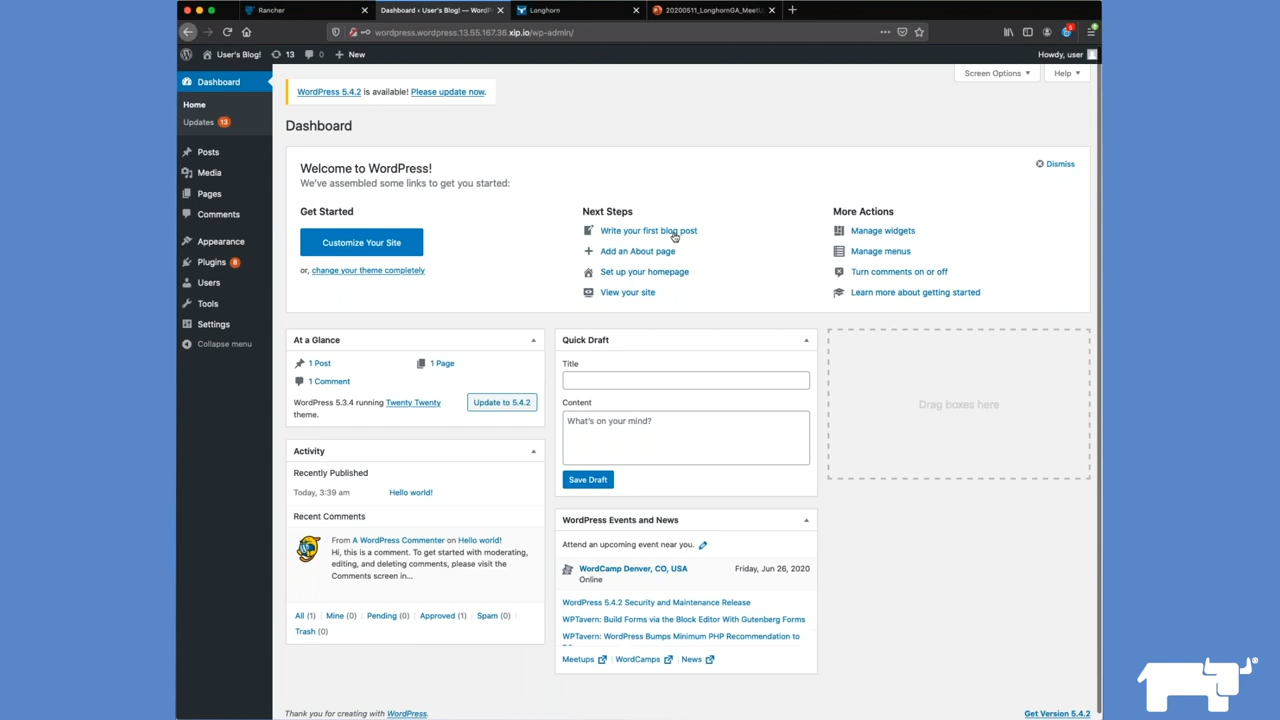 Rancher
Dashboard ‹ User's Blog! — WordPr
Longhorn
20200511_LonghornGA_MeetU
wordpress.wordpress.13.55.167.36.xip.io/wp-admin/
User's Blog!
13
0
+ New
Howdy, user
Dashboard
Home
Updates 13
Posts
Media
Pages
Comments
Appearance
Plugins 8
Users
Tools
Settings
Collapse menu
Screen Options
Help
WordPress 5.4.2 is available! Please update now.
Dashboard
Welcome to WordPress!
We've assembled some links to get you started:
Dismiss
Get Started
Customize Your Site
or, change your theme completely
Next Steps
Write your first blog post
Add an About page
Set up your homepage
View your site
More Actions
Manage widgets
Manage menus
Turn comments on or off
Learn more about getting started
At a Glance
1 Post
1 Page
1 Comment
WordPress 5.3.4 running Twenty Twenty
theme.
Update to 5.4.2
Activity
Recently Published
Today, 3:39 am
Hello world!
Recent Comments
From A WordPress Commenter on Hello world!
Hi, this is a comment. To get started with moderating,
editing, and deleting comments, please visit the
Comments screen in...
All (1)
Mine (0)
Pending (0)
Approved (1)
Spam (0)
Trash (0)
Quick Draft
Title
Content
What's on your mind?
Save Draft
WordPress Events and News
Attend an upcoming event near you.
WordCamp Denver, CO, USA
Friday, Jun 26, 2020
Online
WordPress 5.4.2 Security and Maintenance Release
WPTavern: Build Forms via the Block Editor With Gutenberg Forms
WPTavern: WordPress Bumps Minimum PHP Recommendation to
Meetups
WordCamps
News
Drag boxes here
Thank you for creating with WordPress.
Get Version 5.4.2
®